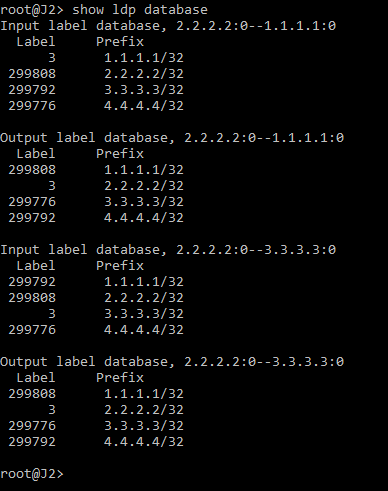 root@J2> show ldp database
Input label database, 2.2.2.2:0--1.1.1.1:0
  Label     Prefix
      3      1.1.1.1/32
 299808      2.2.2.2/32
 299792      3.3.3.3/32
 299776      4.4.4.4/32

Output label database, 2.2.2.2:0--1.1.1.1:0
  Label     Prefix
 299808      1.1.1.1/32
      3      2.2.2.2/32
 299776      3.3.3.3/32
 299792      4.4.4.4/32

Input label database, 2.2.2.2:0--3.3.3.3:0
  Label     Prefix
 299792      1.1.1.1/32
 299808      2.2.2.2/32
      3      3.3.3.3/32
 299776      4.4.4.4/32

Output label database, 2.2.2.2:0--3.3.3.3:0
  Label     Prefix
 299808      1.1.1.1/32
      3      2.2.2.2/32
 299776      3.3.3.3/32
 299792      4.4.4.4/32

root@J2>